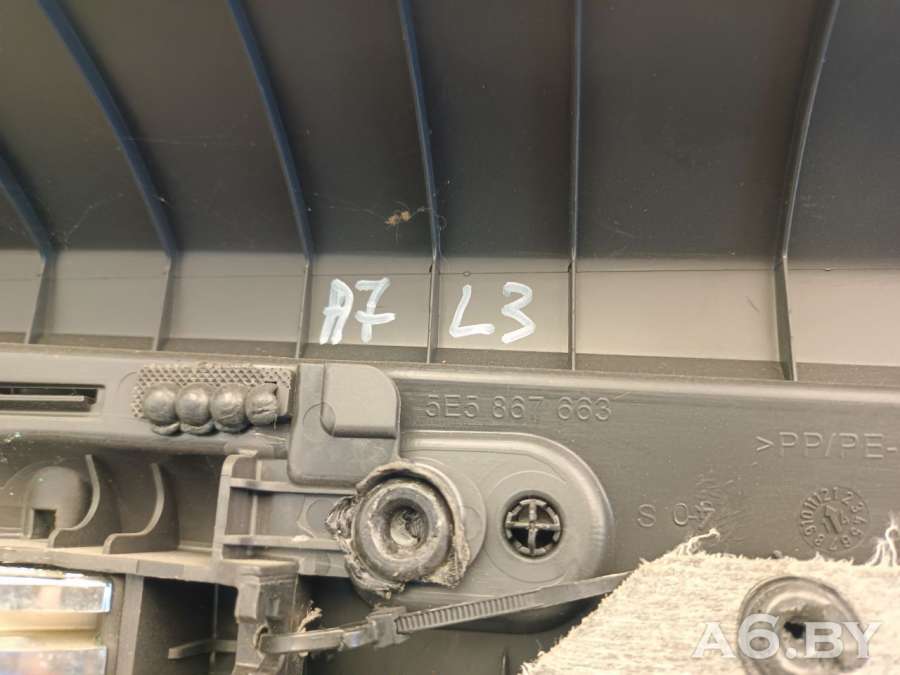 A7 L3
5E5 867 663
>PP/PE-
S 04
A6.BY